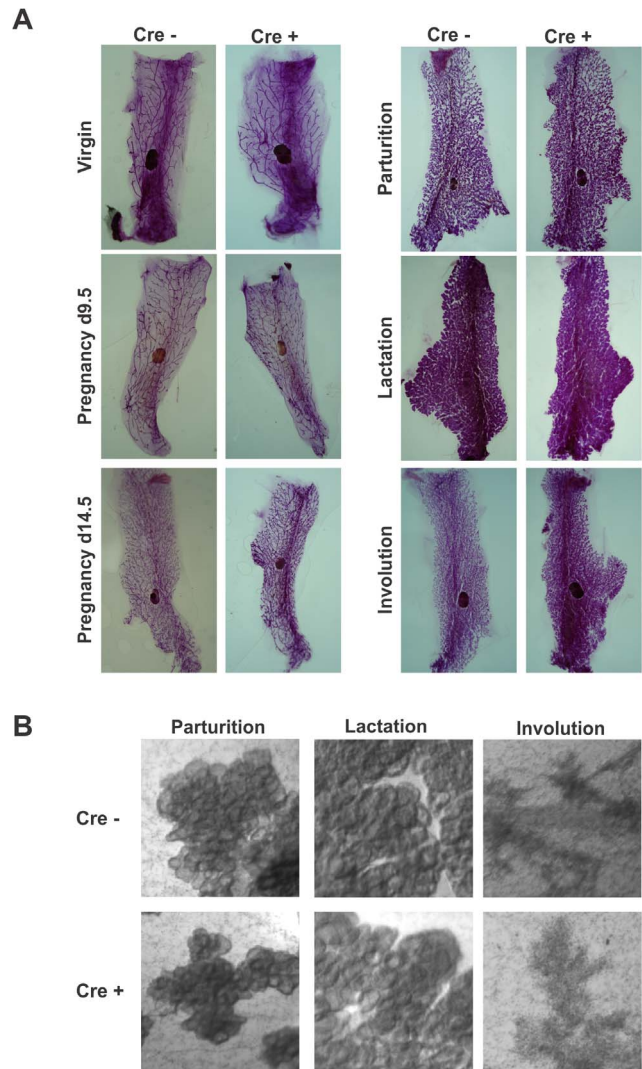 A
Cre -
Cre +
Cre -
Cre +
Virgin
Parturition
Pregnancy d9.5
Lactation
Pregnancy d14.5
Involution
B
Parturition
Lactation
Involution
Cre -
Cre +